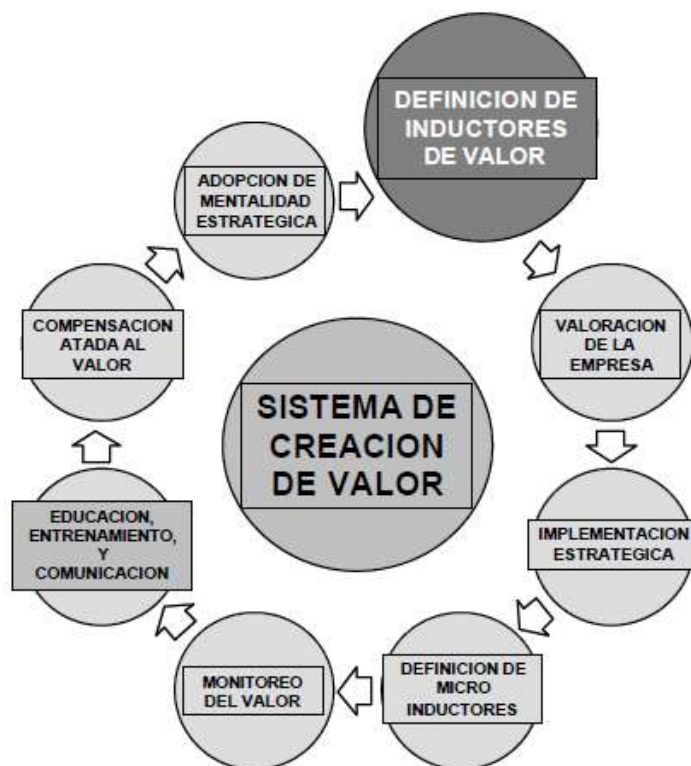 DEFINICION DE
INDUCTORES
DE VALOR
ADOPCION DE
MENTALIDAD
ESTRATEGICA
COMPENSACION
ATADA AL
VALOR
VALORACION
DE LA
EMPRESA
SISTEMA DE
CREACION
DE VALOR
EDUCACION,
ENTRENAMIENTO,
Y
COMUNICACION
IMPLEMENTACION
ESTRATEGICA
MONITOREO
DEL VALOR
DEFINICION DE
MICRO
INDUCTORES